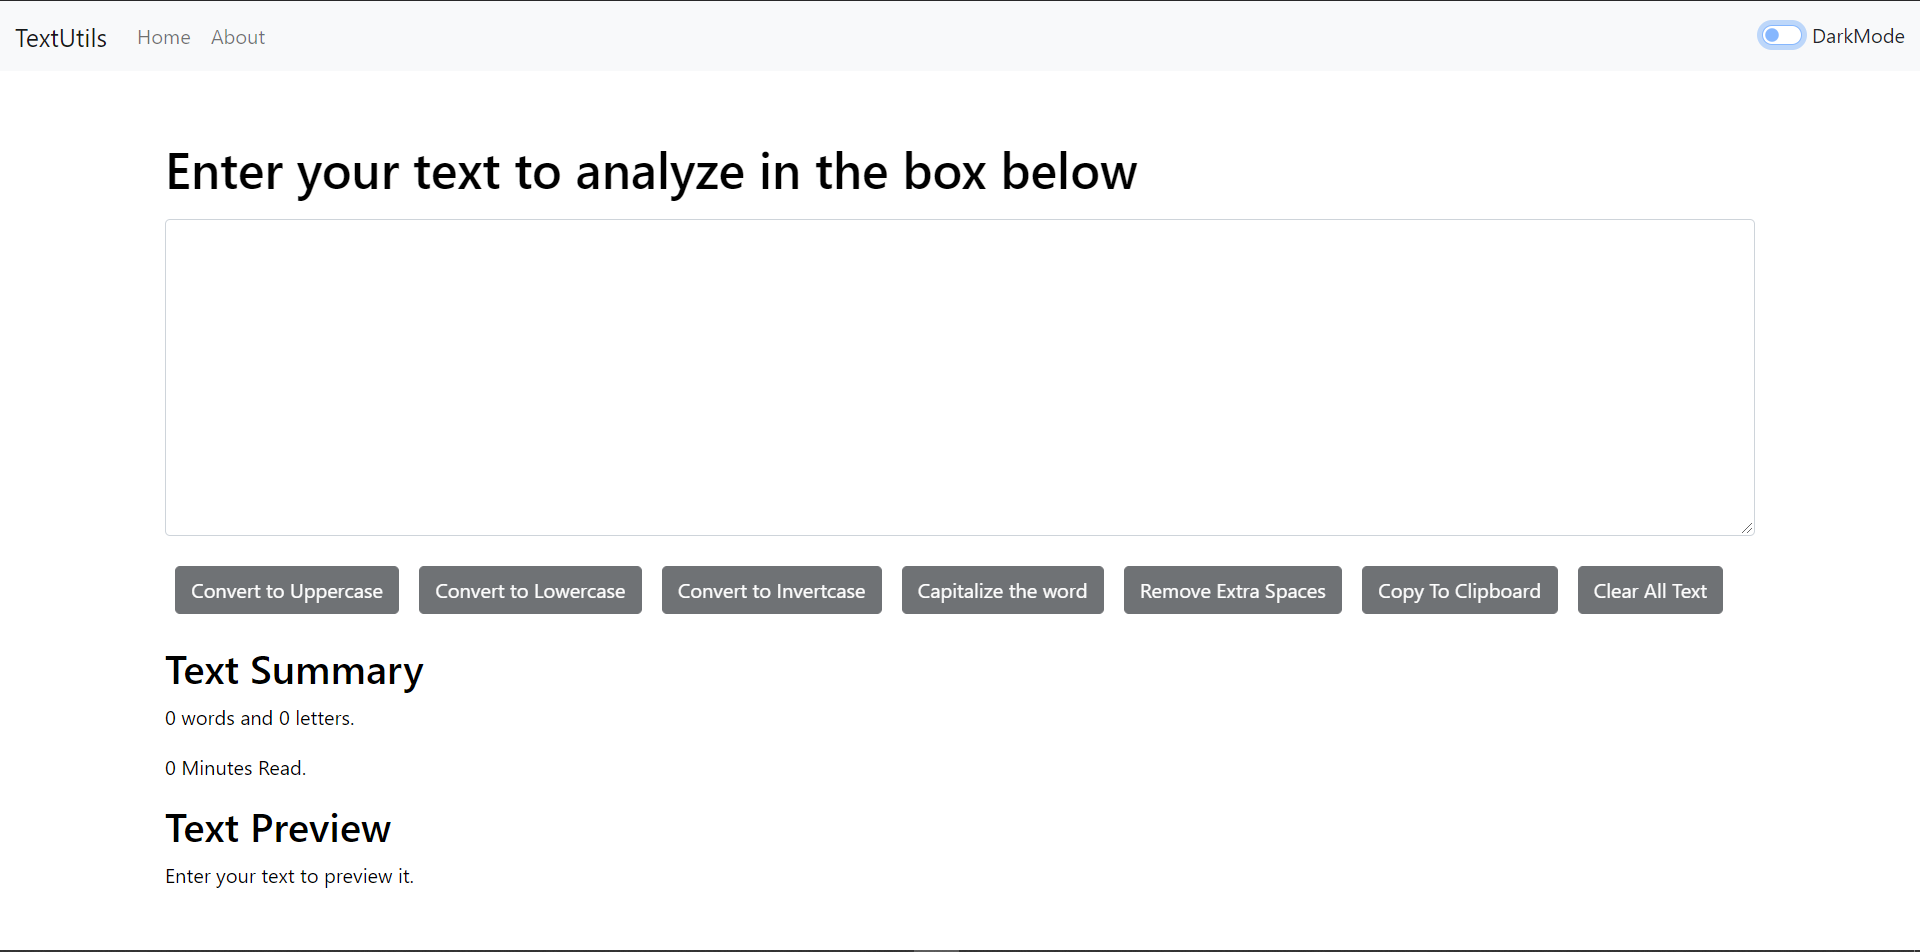 TextUtils Home About DarkMode
Enter your text to analyze in the box below
Convert to Uppercase Convert to Lowercase Convert to Invertcase Capitalize the word Remove Extra Spaces Copy To Clipboard Clear All Text
Text Summary
0 words and 0 letters.
0 Minutes Read.
Text Preview
Enter your text to preview it.